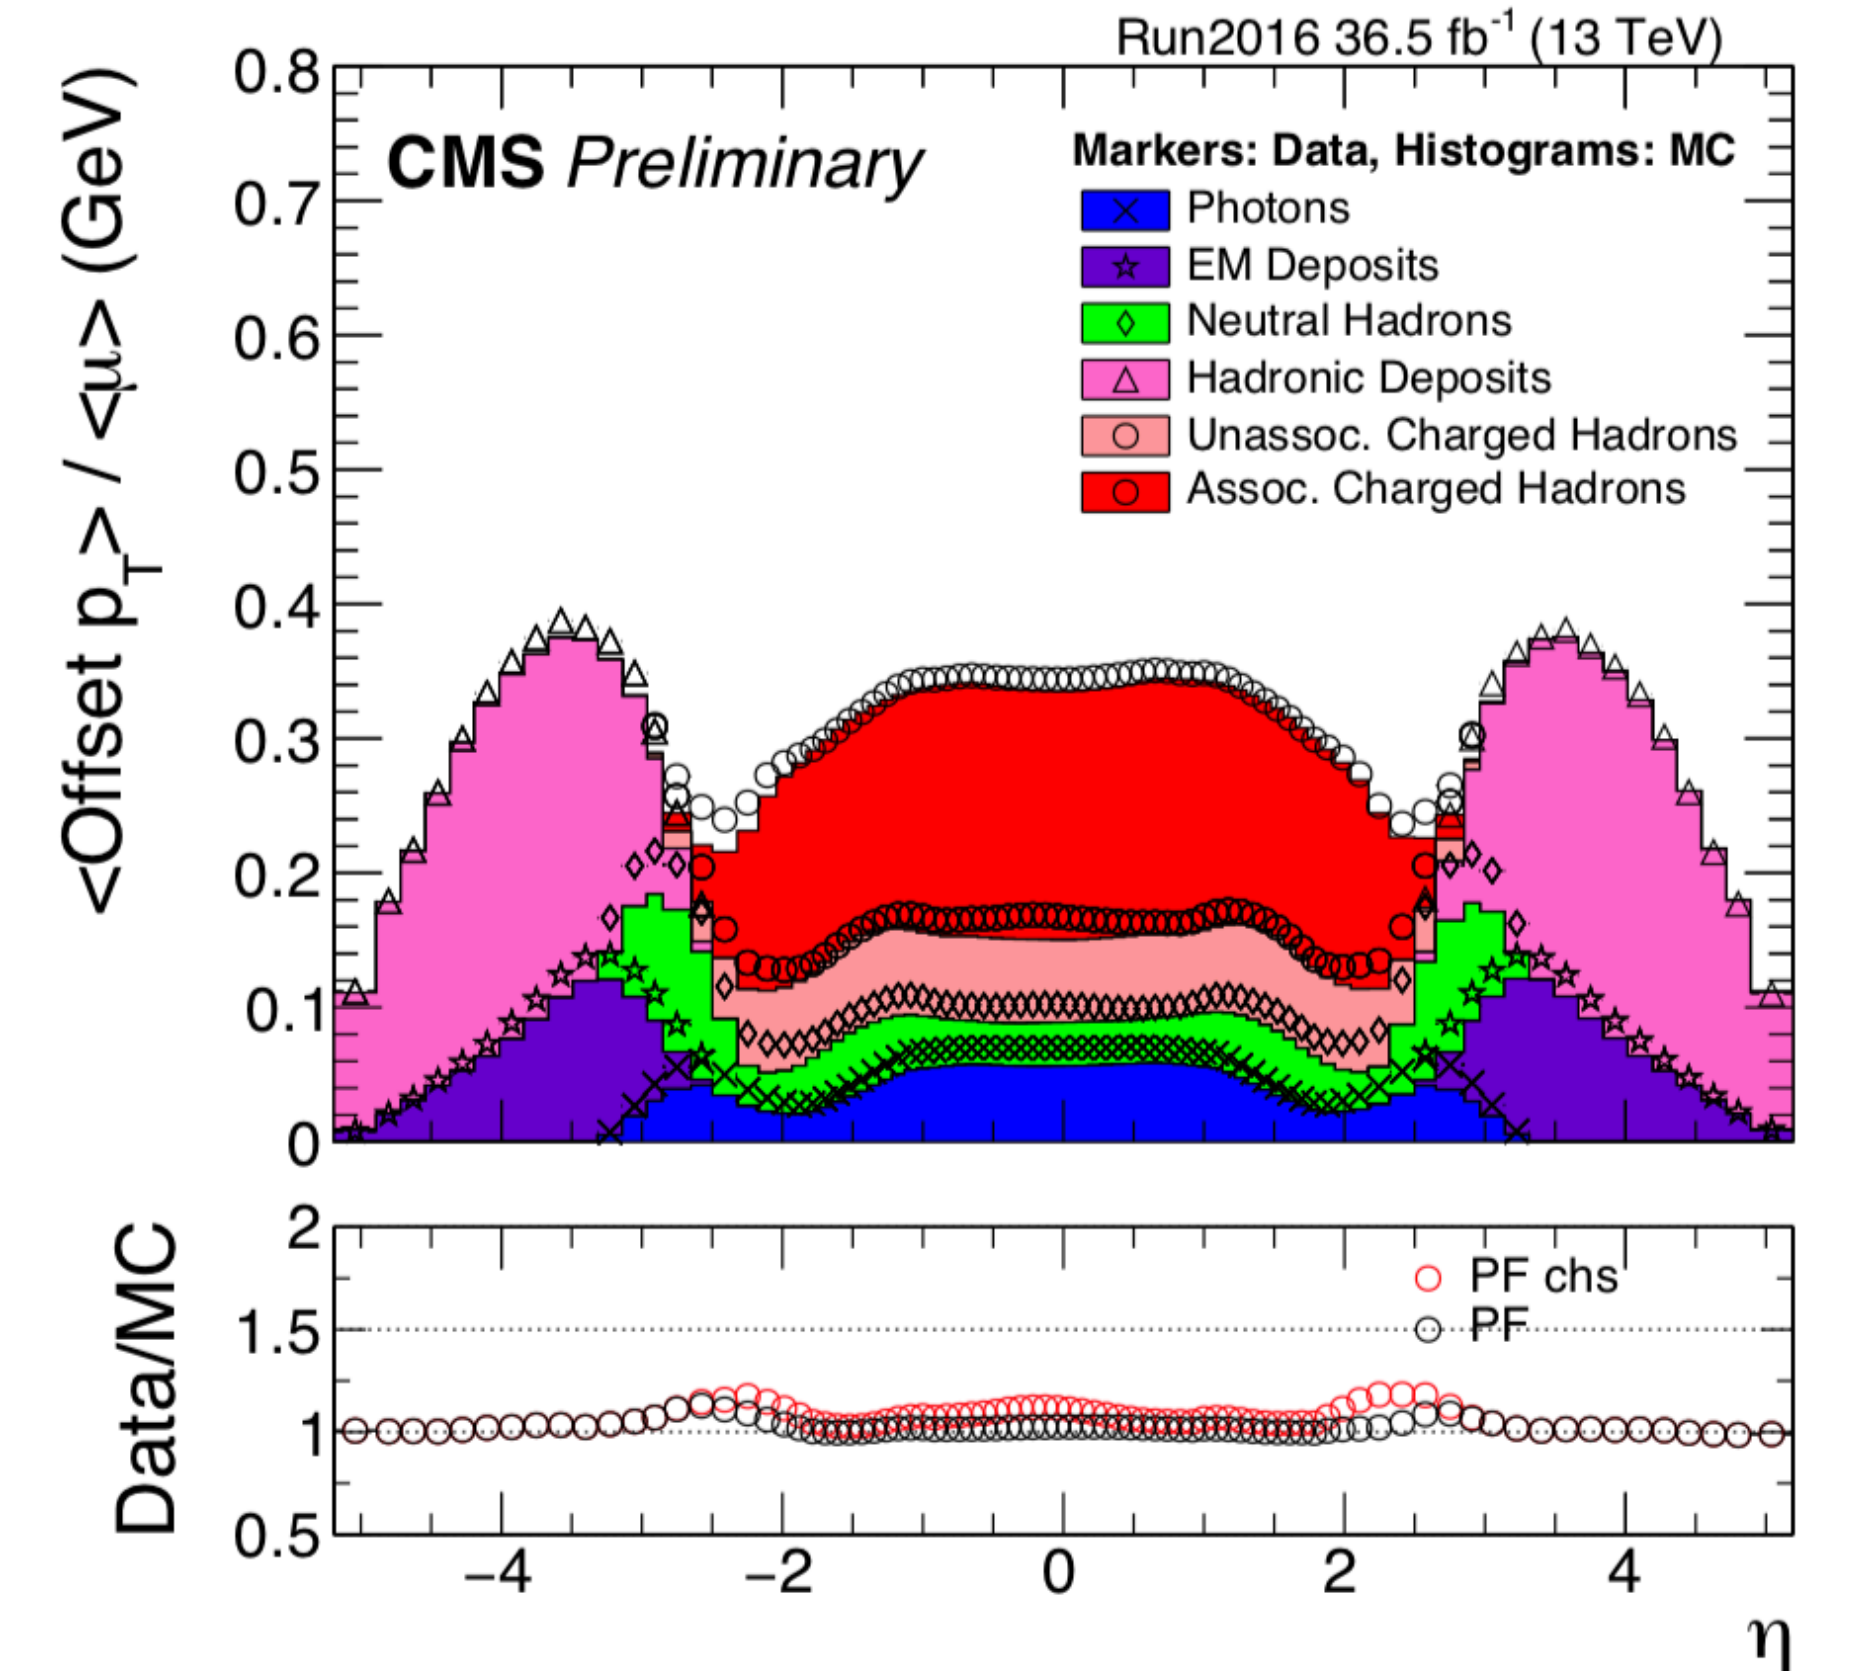 Run2016 36.5 fb-1 (13 TeV)
<Offset pT> / <μ> (GeV)
0.8
0.7
0.6
0.5
0.4
0.3
0.2
0.1
0
CMS Preliminary
Markers: Data, Histograms: MC
Photons
EM Deposits
Neutral Hadrons
Hadronic Deposits
Unassoc. Charged Hadrons
Assoc. Charged Hadrons
Data/MC
2
1.5
1
0.5
PF chs
PF
−4 −2 0 2 4
η